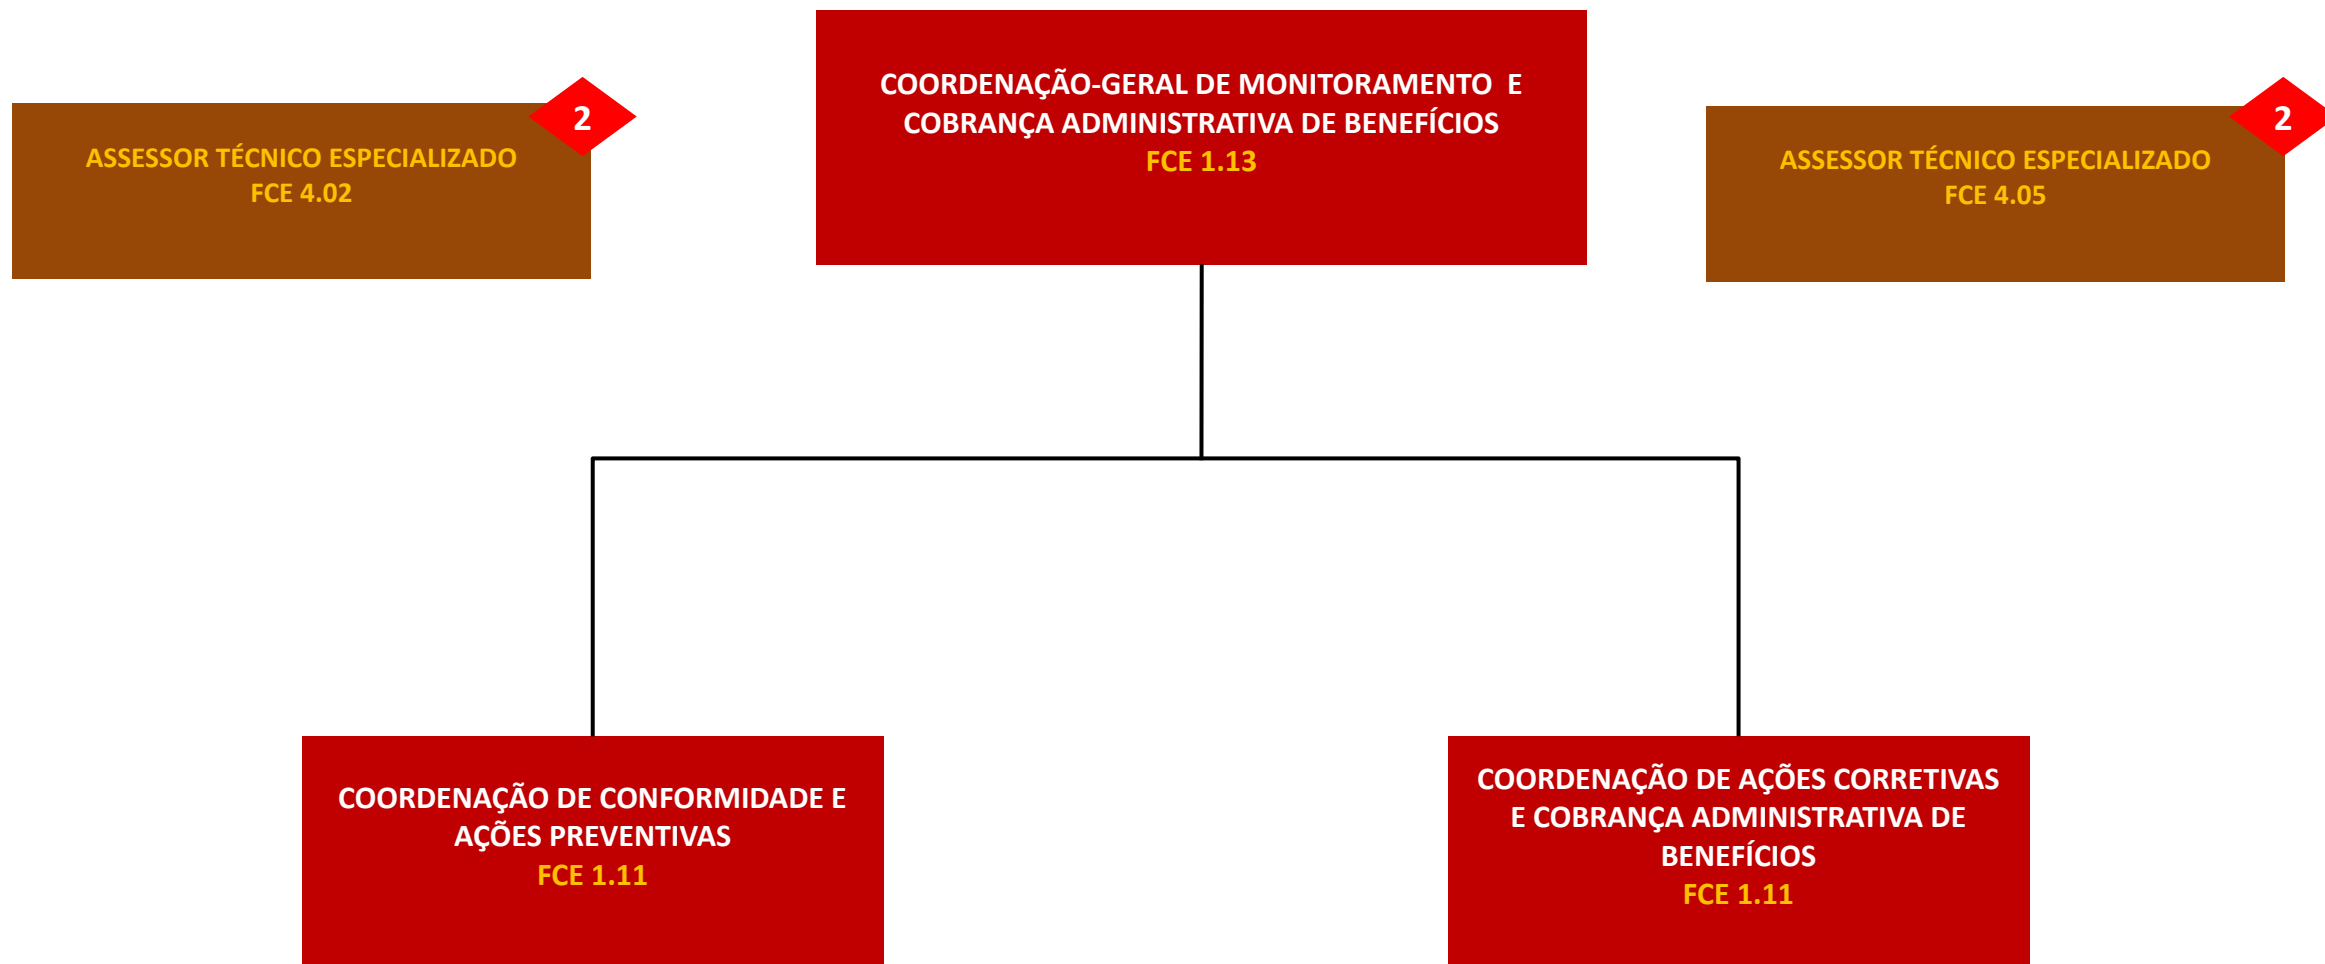 2
ASSESSOR TÉCNICO ESPECIALIZADO
FCE 4.02
COORDENAÇÃO-GERAL DE MONITORAMENTO E
COBRANÇA ADMINISTRATIVA DE BENEFÍCIOS
FCE 1.13
2
ASSESSOR TÉCNICO ESPECIALIZADO
FCE 4.05
COORDENAÇÃO DE CONFORMIDADE E
AÇÕES PREVENTIVAS
FCE 1.11
COORDENAÇÃO DE AÇÕES CORRETIVAS
E COBRANÇA ADMINISTRATIVA DE
BENEFÍCIOS
FCE 1.11